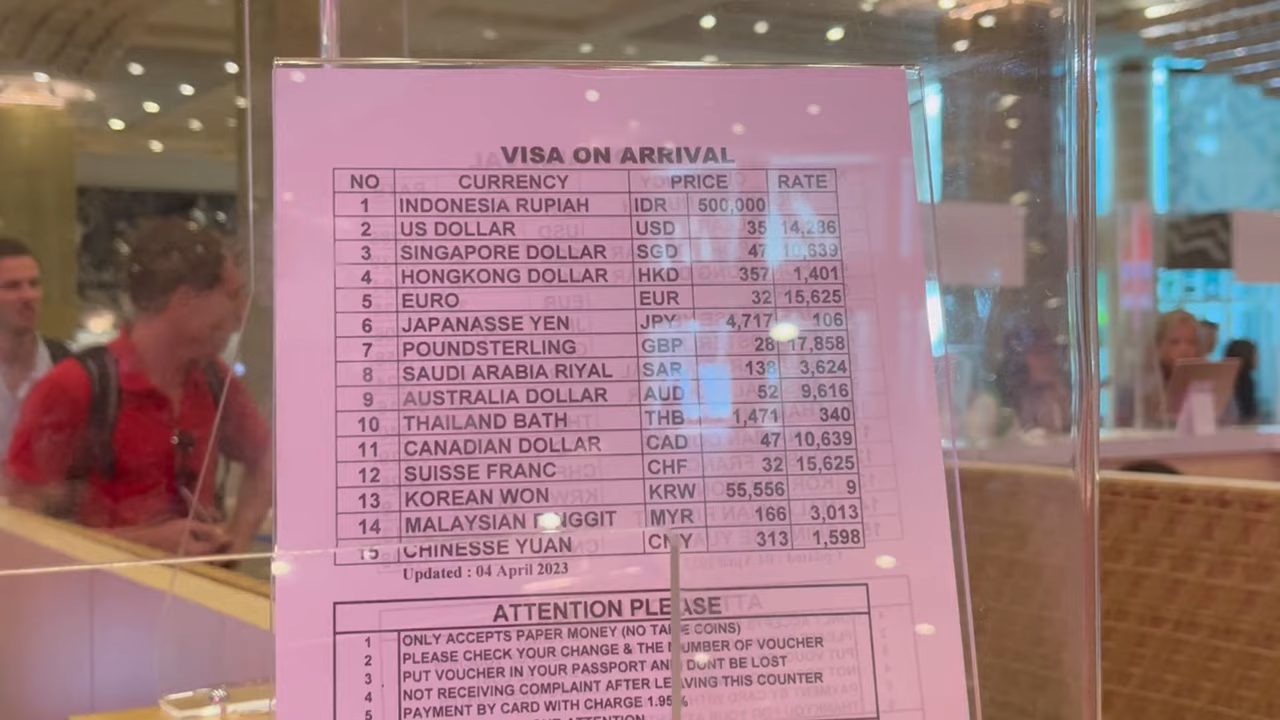 VISA ON ARRIVAL
NO CURRENCY PRICE RATE
1 INDONESIA RUPIAH IDR 500,000
2 US DOLLAR USD 35 14,286
3 SINGAPORE DOLLAR SGD 47 10,639
4 HONGKONG DOLLAR HKD 357 1,401
5 EURO EUR 32 15,625
6 JAPANASSE YEN JPY 4,717 106
7 POUNDSTERLING GBP 28 17,858
8 SAUDI ARABIA RIYAL SAR 138 3,624
9 AUSTRALIA DOLLAR AUD 52 9,616
10 THAILAND BATH THB 1,471 340
11 CANADIAN DOLLAR CAD 47 10,639
12 SUISSE FRANC CHF 32 15,625
13 KOREAN WON KRW 55,556 9
14 MALAYSIAN RINGGIT MYR 166 3,013
15 CHINESSE YUAN CNY 313 1,598
Updated : 04 April 2023
ATTENTION PLEASE
1 ONLY ACCEPTS PAPER MONEY (NO TAKE COINS)
2 PLEASE CHECK YOUR CHANGE & THE NUMBER OF VOUCHER
3 PUT VOUCHER IN YOUR PASSPORT AND DONT BE LOST
4 NOT RECEIVING COMPLAINT AFTER LEAVING THIS COUNTER
5 PAYMENT BY CARD WITH CHARGE 1.95%
ATTENTION